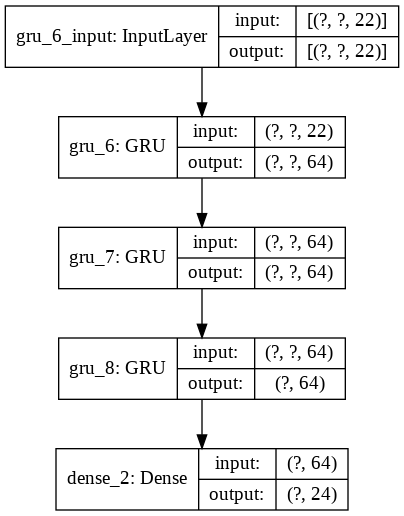 gru_6_input: InputLayer
input: [(?, ?, 22)]
output: [(?, ?, 22)]
gru_6: GRU
input: (?, ?, 22)
output: (?, ?, 64)
gru_7: GRU
input: (?, ?, 64)
output: (?, ?, 64)
gru_8: GRU
input: (?, ?, 64)
output: (?, 64)
dense_2: Dense
input: (?, 64)
output: (?, 24)